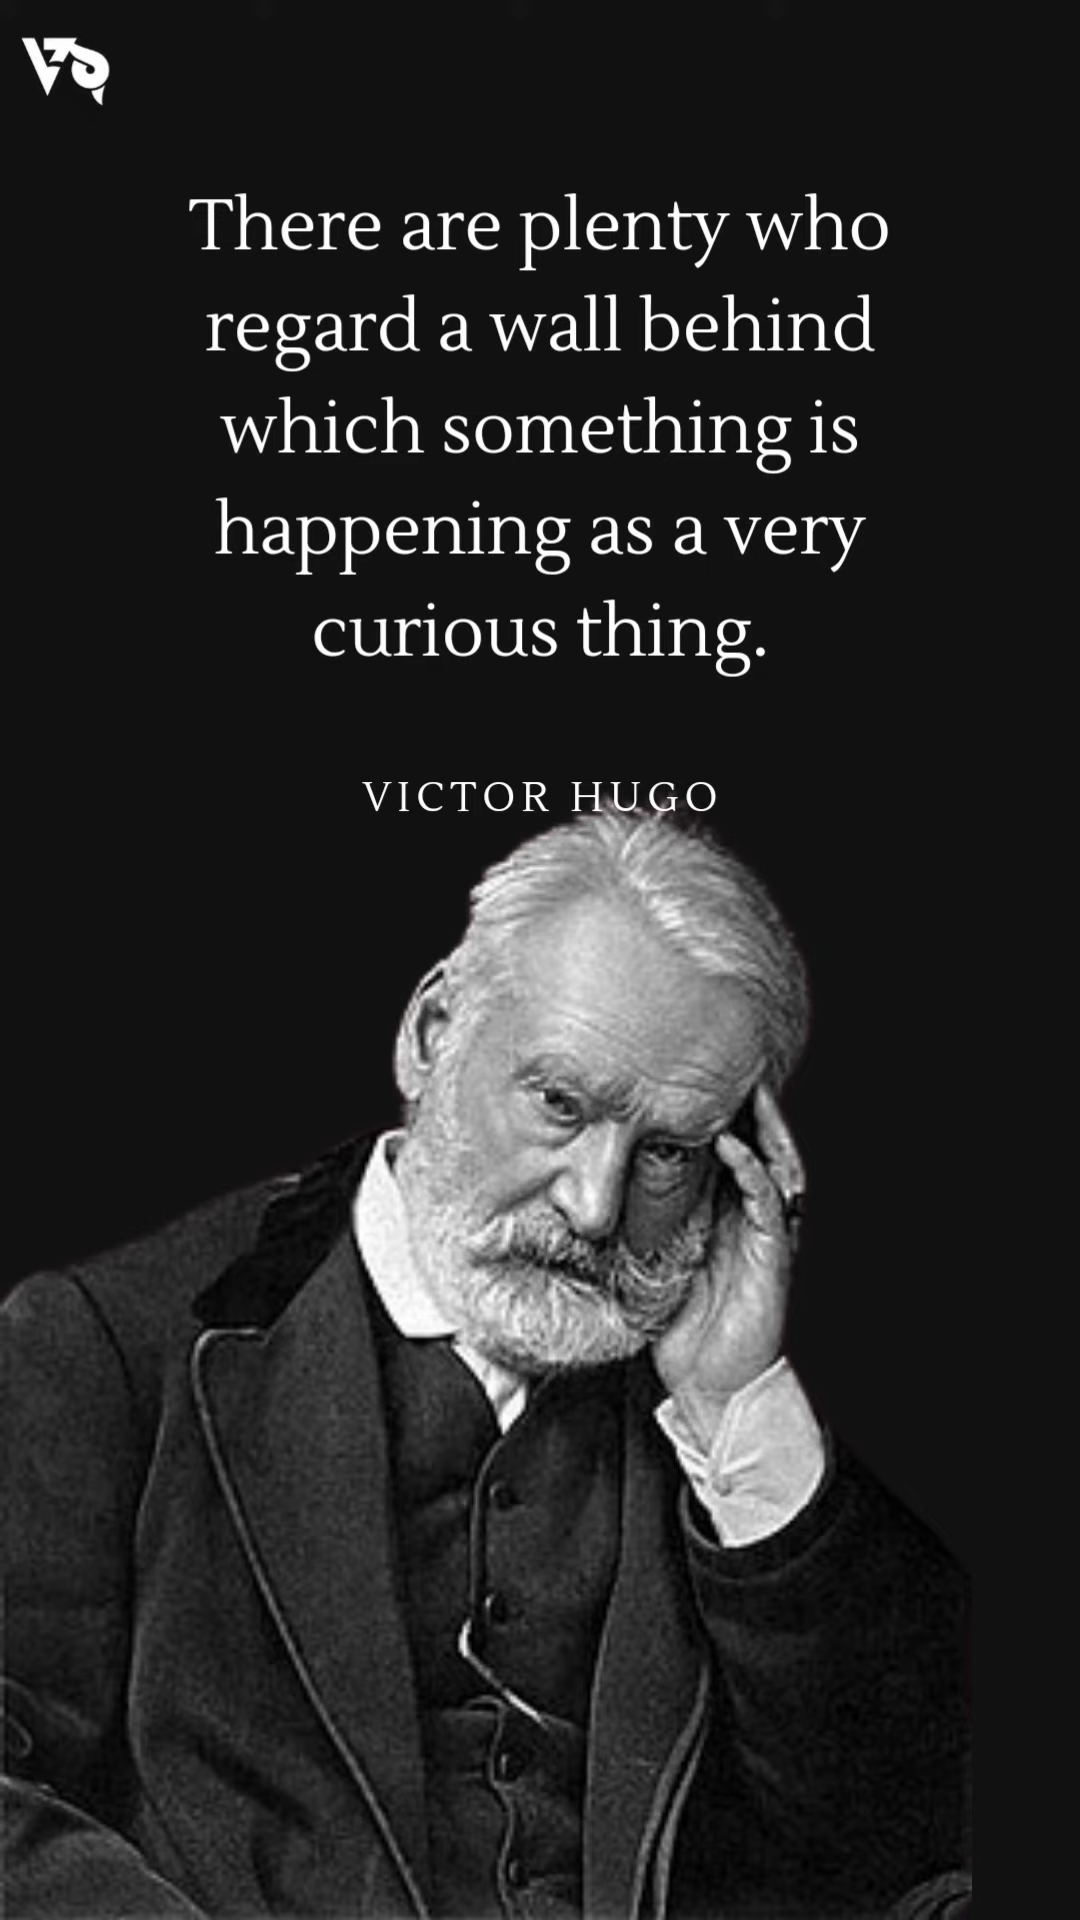 There are plenty who
regard a wall behind
which something is
happening as a very
curious thing.
VICTOR HUGO